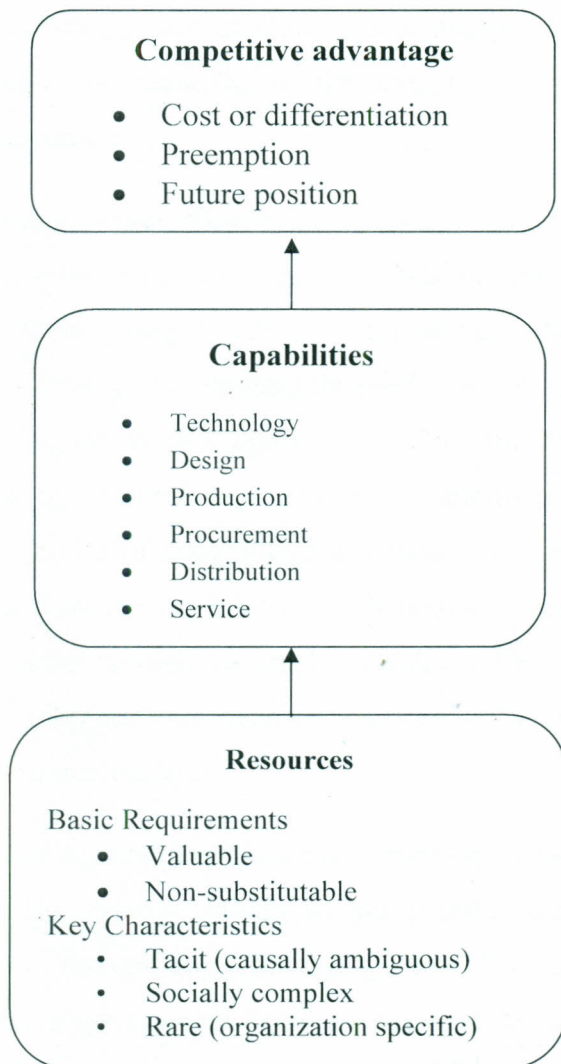 Competitive advantage
• Cost or differentiation
• Preemption
• Future position
Capabilities
• Technology
• Design
• Production
• Procurement
• Distribution
• Service
Resources
Basic Requirements
• Valuable
• Non-substitutable
Key Characteristics
• Tacit (causally ambiguous)
• Socially complex
• Rare (organization specific)